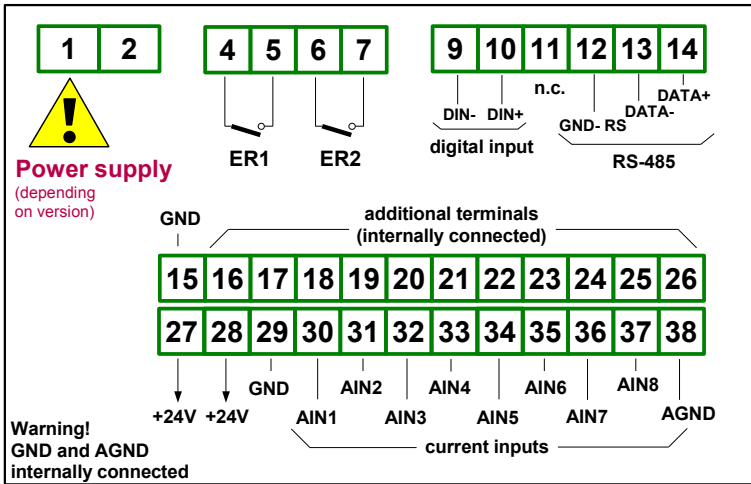 1 2 4 5 6 7 9 10 11 12 13 14
n.c.
DIN- DIN+
GND- RS
DATA-
DATA+
digital input
RS-485
ER1 ER2
Power supply
(depending
on version)
GND
additional terminals
(internally connected)
15 16 17 18 19 20 21 22 23 24 25 26
27 28 29 30 31 32 33 34 35 36 37 38
GND AIN2 AIN4 AIN6 AIN8
+24V +24V AIN1 AIN3 AIN5 AIN7 AGND
current inputs
Warning!
GND and AGND
internally connected